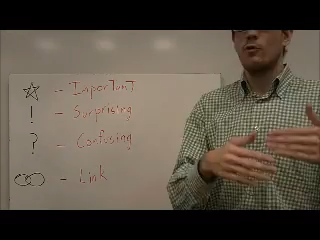 ☆ - Important
! - Surprising
? - Confusing
- Link